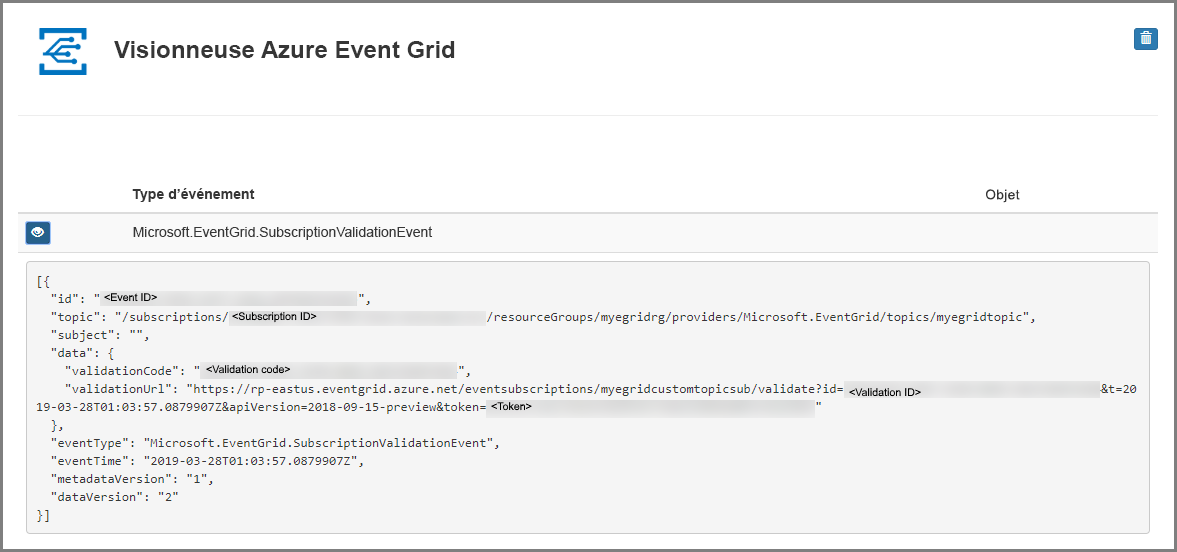 Visionneuse Azure Event Grid
Type d’événement Objet
Microsoft.EventGrid.SubscriptionValidationEvent
[{
"id": "<Event ID>",
"topic": "/subscriptions/<Subscription ID>/resourceGroups/myegridrg/providers/Microsoft.EventGrid/topics/myegridtopic",
"subject": "",
"data": {
"validationCode": "<Validation code>",
"validationUrl": "https://rp-eastus.eventgrid.azure.net/eventsubscriptions/myegridcustomtopicsub/validate?id=<Validation ID>&t=20
19-03-28T01:03:57.0879907Z&apiVersion=2018-09-15-preview&token=<Token>"
},
"eventType": "Microsoft.EventGrid.SubscriptionValidationEvent",
"eventTime": "2019-03-28T01:03:57.0879907Z",
"metadataVersion": "1",
"dataVersion": "2"
}]